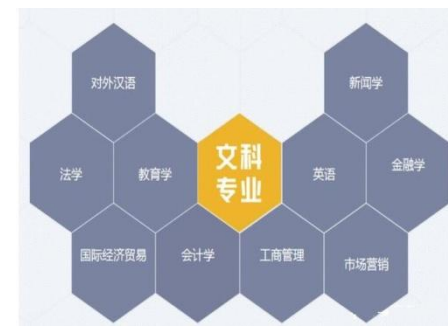 对外汉语
新闻学
法学
教育学
文科
专业
英语
金融学
国际经济贸易
会计学
工商管理
市场营销